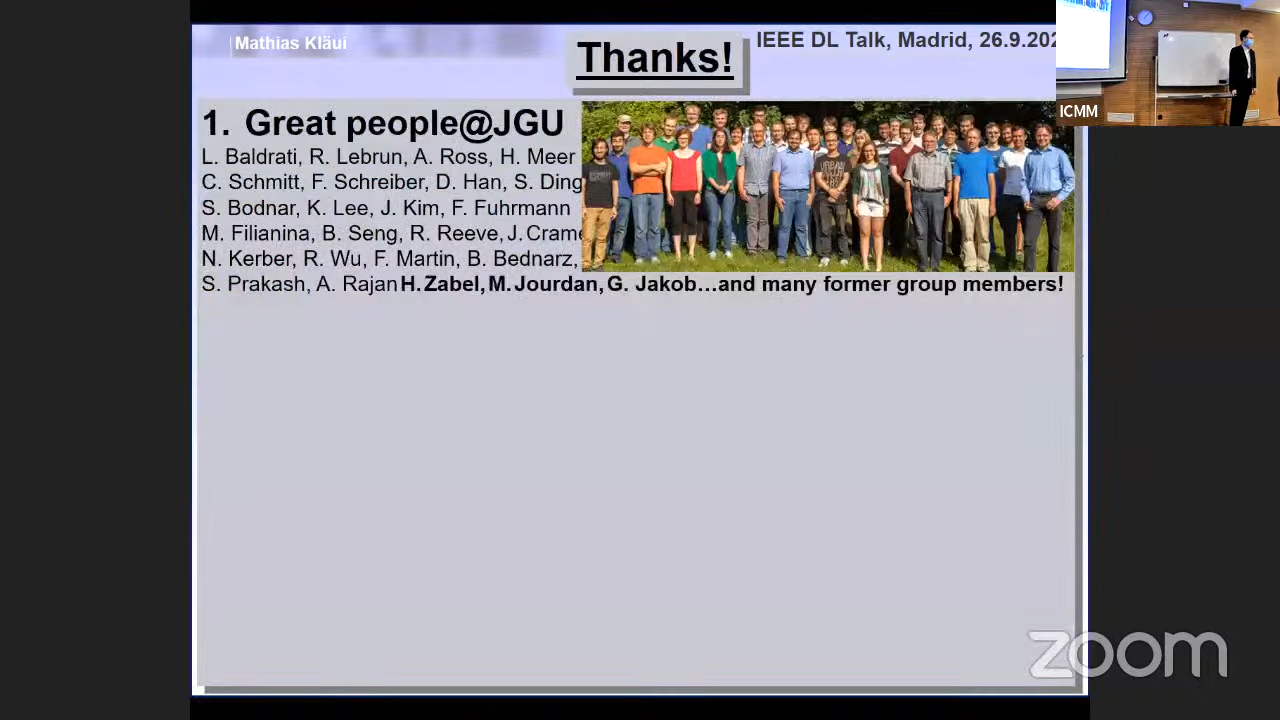 Mathias Kläui
Thanks!
IEEE DL Talk, Madrid, 26.9.202
ICMM
1. Great people@JGU
L. Baldrati, R. Lebrun, A. Ross, H. Meer
C. Schmitt, F. Schreiber, D. Han, S. Ding
S. Bodnar, K. Lee, J. Kim, F. Fuhrmann
M. Filianina, B. Seng, R. Reeve, J. Crame
N. Kerber, R. Wu, F. Martin, B. Bednarz,
S. Prakash, A. Rajan H. Zabel, M. Jourdan, G. Jakob…and many former group members!
zoom